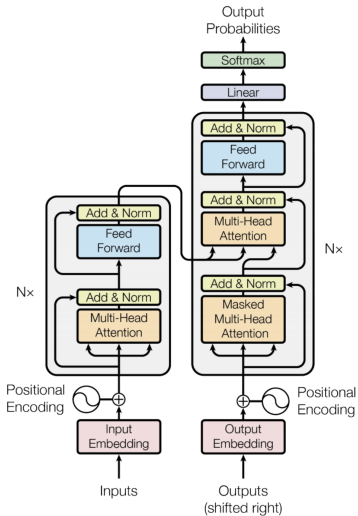 Output
Probabilities
Softmax
Linear
Add & Norm
Feed
Forward
Add & Norm
Multi-Head
Attention
Add & Norm
Masked
Multi-Head
Attention
N×
Add & Norm
Feed
Forward
N×
Add & Norm
Multi-Head
Attention
Positional
Encoding
Positional
Encoding
Input
Embedding
Output
Embedding
Inputs
Outputs
(shifted right)